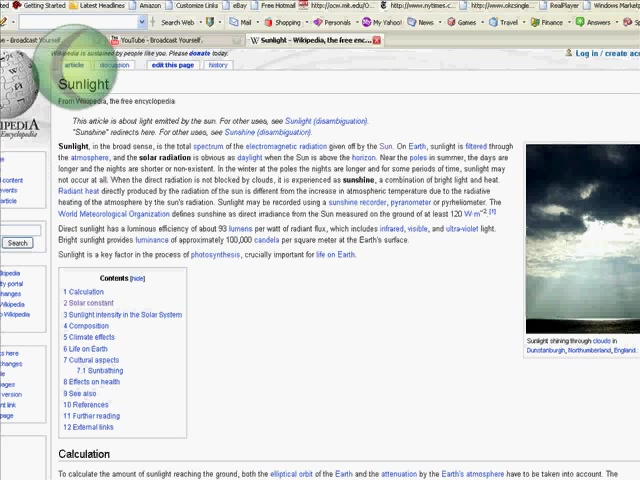 Getting Started Latest Headlines Amazon Customize Links eBay Free Hotmail http://ocw.mit.edu/O http://www.nytimes.c http://www.okcsingle RealPlayer Windows Market
Search Web Mail Shopping Personals My Yahoo! News Games Travel Finance Answers
- Broadcast Yourself. YouTube - Broadcast Yourself. Sunlight - Wikipedia, the free enc...
Wikipedia is sustained by people like you. Please donate today.
Log in / create acc
article discussion edit this page history
Sunlight
From Wikipedia, the free encyclopedia
This article is about light emitted by the sun. For other uses, see Sunlight (disambiguation).
"Sunshine" redirects here. For other uses, see Sunshine (disambiguation).
Sunlight, in the broad sense, is the total spectrum of the electromagnetic radiation given off by the Sun. On Earth, sunlight is filtered through
the atmosphere, and the solar radiation is obvious as daylight when the Sun is above the horizon. Near the poles in summer, the days are
longer and the nights are shorter or non-existent. In the winter at the poles the nights are longer and for some periods of time, sunlight may
not occur at all. When the direct radiation is not blocked by clouds, it is experienced as sunshine, a combination of bright light and heat.
Radiant heat directly produced by the radiation of the sun is different from the increase in atmospheric temperature due to the radiative
heating of the atmosphere by the sun's radiation. Sunlight may be recorded using a sunshine recorder, pyranometer or pyrheliometer. The
World Meteorological Organization defines sunshine as direct irradiance from the Sun measured on the ground of at least 120 W·m−2.[1]
Direct sunlight has a luminous efficacy of about 93 lumens per watt of radiant flux, which includes infrared, visible, and ultra-violet light.
Bright sunlight provides luminance of approximately 100,000 candela per square meter at the Earth's surface.
Sunlight is a key factor in the process of photosynthesis, crucially important for life on Earth.
Contents [hide]
1 Calculation
2 Solar constant
3 Sunlight intensity in the Solar System
4 Composition
5 Climate effects
6 Life on Earth
7 Cultural aspects
7.1 Sunbathing
8 Effects on health
9 See also
10 References
11 Further reading
12 External links
Sunlight shining through clouds in
Dunstanburgh, Northumberland, England.
Calculation
To calculate the amount of sunlight reaching the ground, both the elliptical orbit of the Earth and the attenuation by the Earth's atmosphere have to be taken into account. The
Search